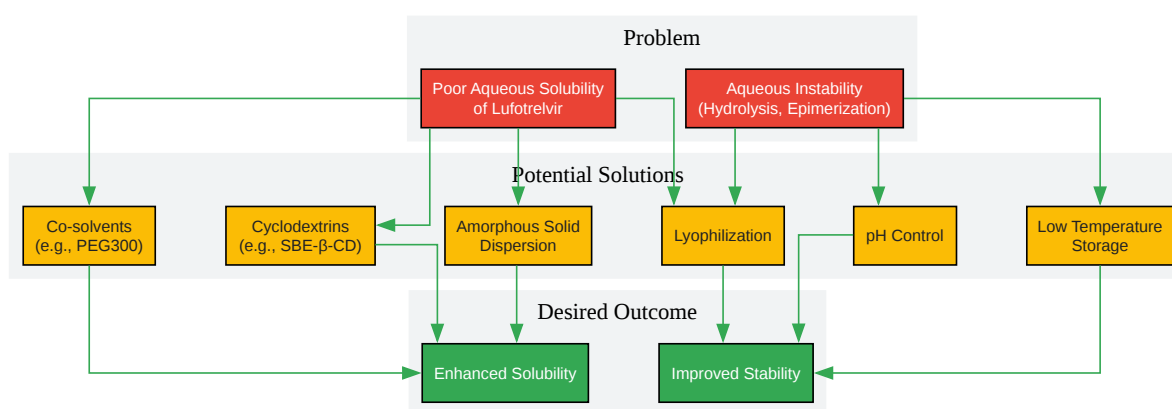 Problem
Poor Aqueous Solubility
of Lufotrelvir
Aqueous Instability
(Hydrolysis, Epimerization)
Potential Solutions
Co-solvents
(e.g., PEG300)
Cyclodextrins
(e.g., SBE-β-CD)
Amorphous Solid
Dispersion
Lyophilization
pH Control
Low Temperature
Storage
Desired Outcome
Enhanced Solubility
Improved Stability